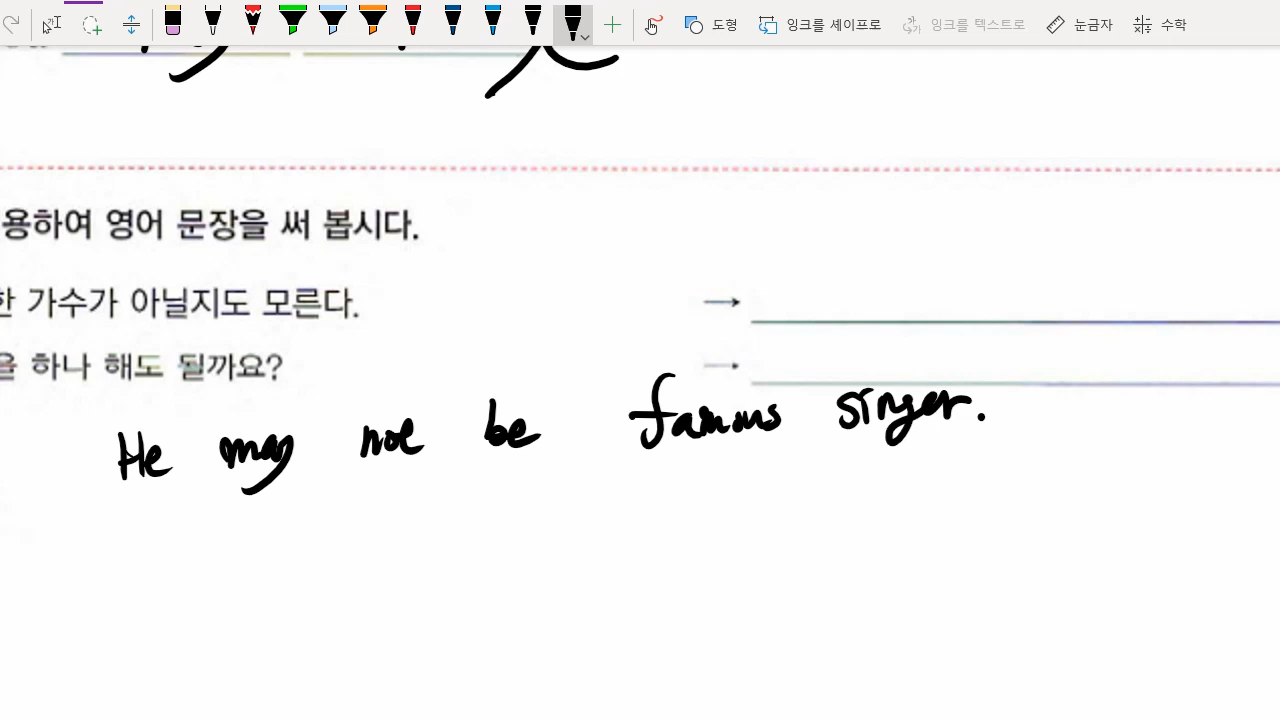 도형 잉크를 셰이프로 잉크를 텍스트로 눈금자 수학
용하여 영어 문장을 써 봅시다.
한 가수가 아닐지도 모른다. →
을 하나 해도 될까요? →
He may not be famous singer.